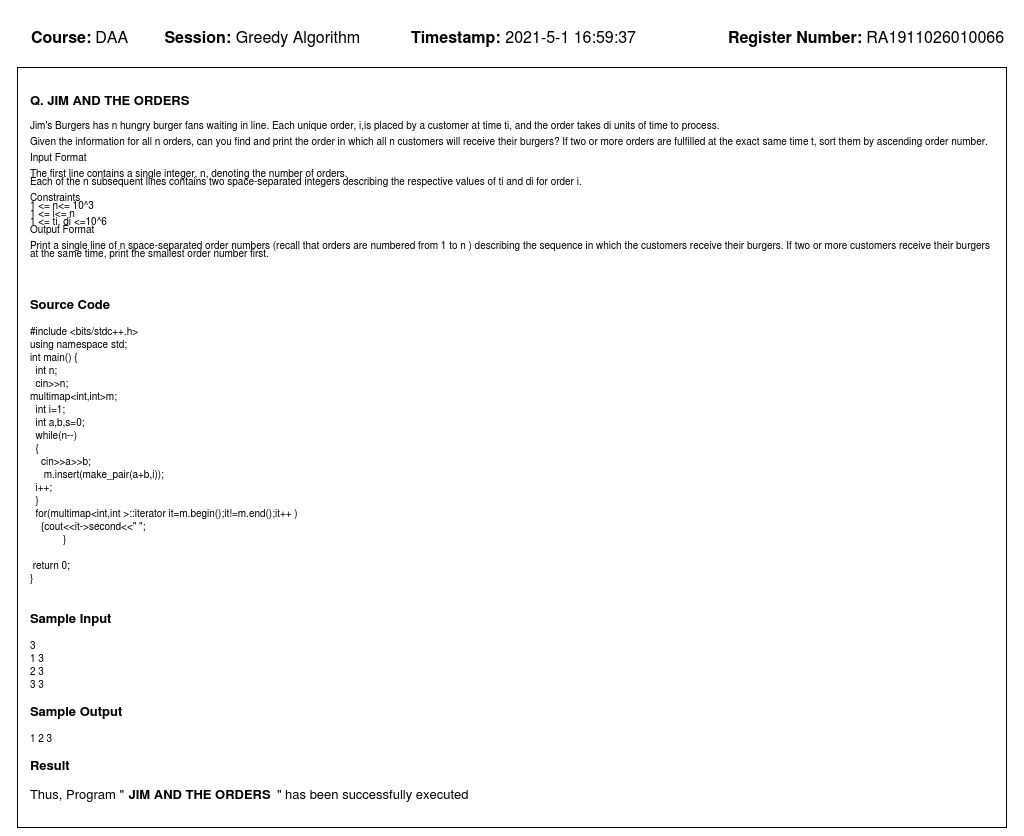 Course: DAA Session: Greedy Algorithm Timestamp: 2021-5-1 16:59:37 Register Number: RA1911026010066
Q. JIM AND THE ORDERS
Jim's Burgers has n hungry burger fans waiting in line. Each unique order, i,is placed by a customer at time ti, and the order takes di units of time to process.
Given the information for all n orders, can you find and print the order in which all n customers will receive their burgers? If two or more orders are fulfilled at the exact same time t, sort them by ascending order number.
Input Format
The first line contains a single integer, n, denoting the number of orders.
Each of the n subsequent lines contains two space-separated integers describing the respective values of ti and di for order i.
Constraints
1 <= n<= 10^3
1 <= i<= n
1 <= ti, di <=10^6
Output Format
Print a single line of n space-separated order numbers (recall that orders are numbered from 1 to n ) describing the sequence in which the customers receive their burgers. If two or more customers receive their burgers
at the same time, print the smallest order number first.
Source Code
#include <bits/stdc++.h>
using namespace std;
int main() {
  int n;
  cin>>n;
multimap<int,int>m;
  int i=1;
  int a,b,s=0;
  while(n--)
  {
    cin>>a>>b;
     m.insert(make_pair(a+b,i));
  i++;
  }
  for(multimap<int,int >::iterator it=m.begin();it!=m.end();it++ )
    {cout<<it->second<<" ";
            }
 return 0;
}
Sample Input
3
1 3
2 3
3 3
Sample Output
1 2 3
Result
Thus, Program " JIM AND THE ORDERS " has been successfully executed